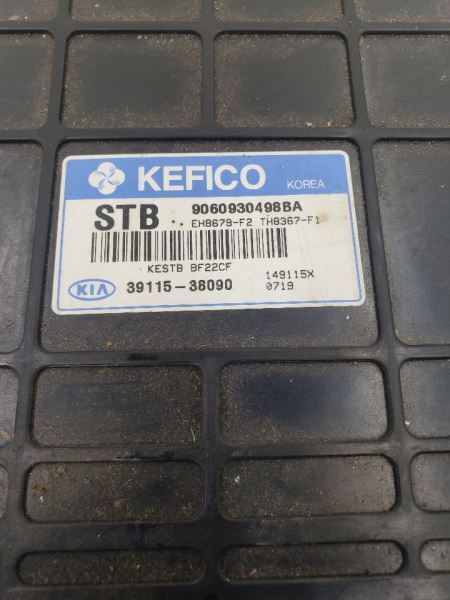 KEFICO KOREA
STB 9060930498BA
EH8679-F2 TH8367-F1
KESTB BF22CF
149115X
KIA 39115-38090 0719